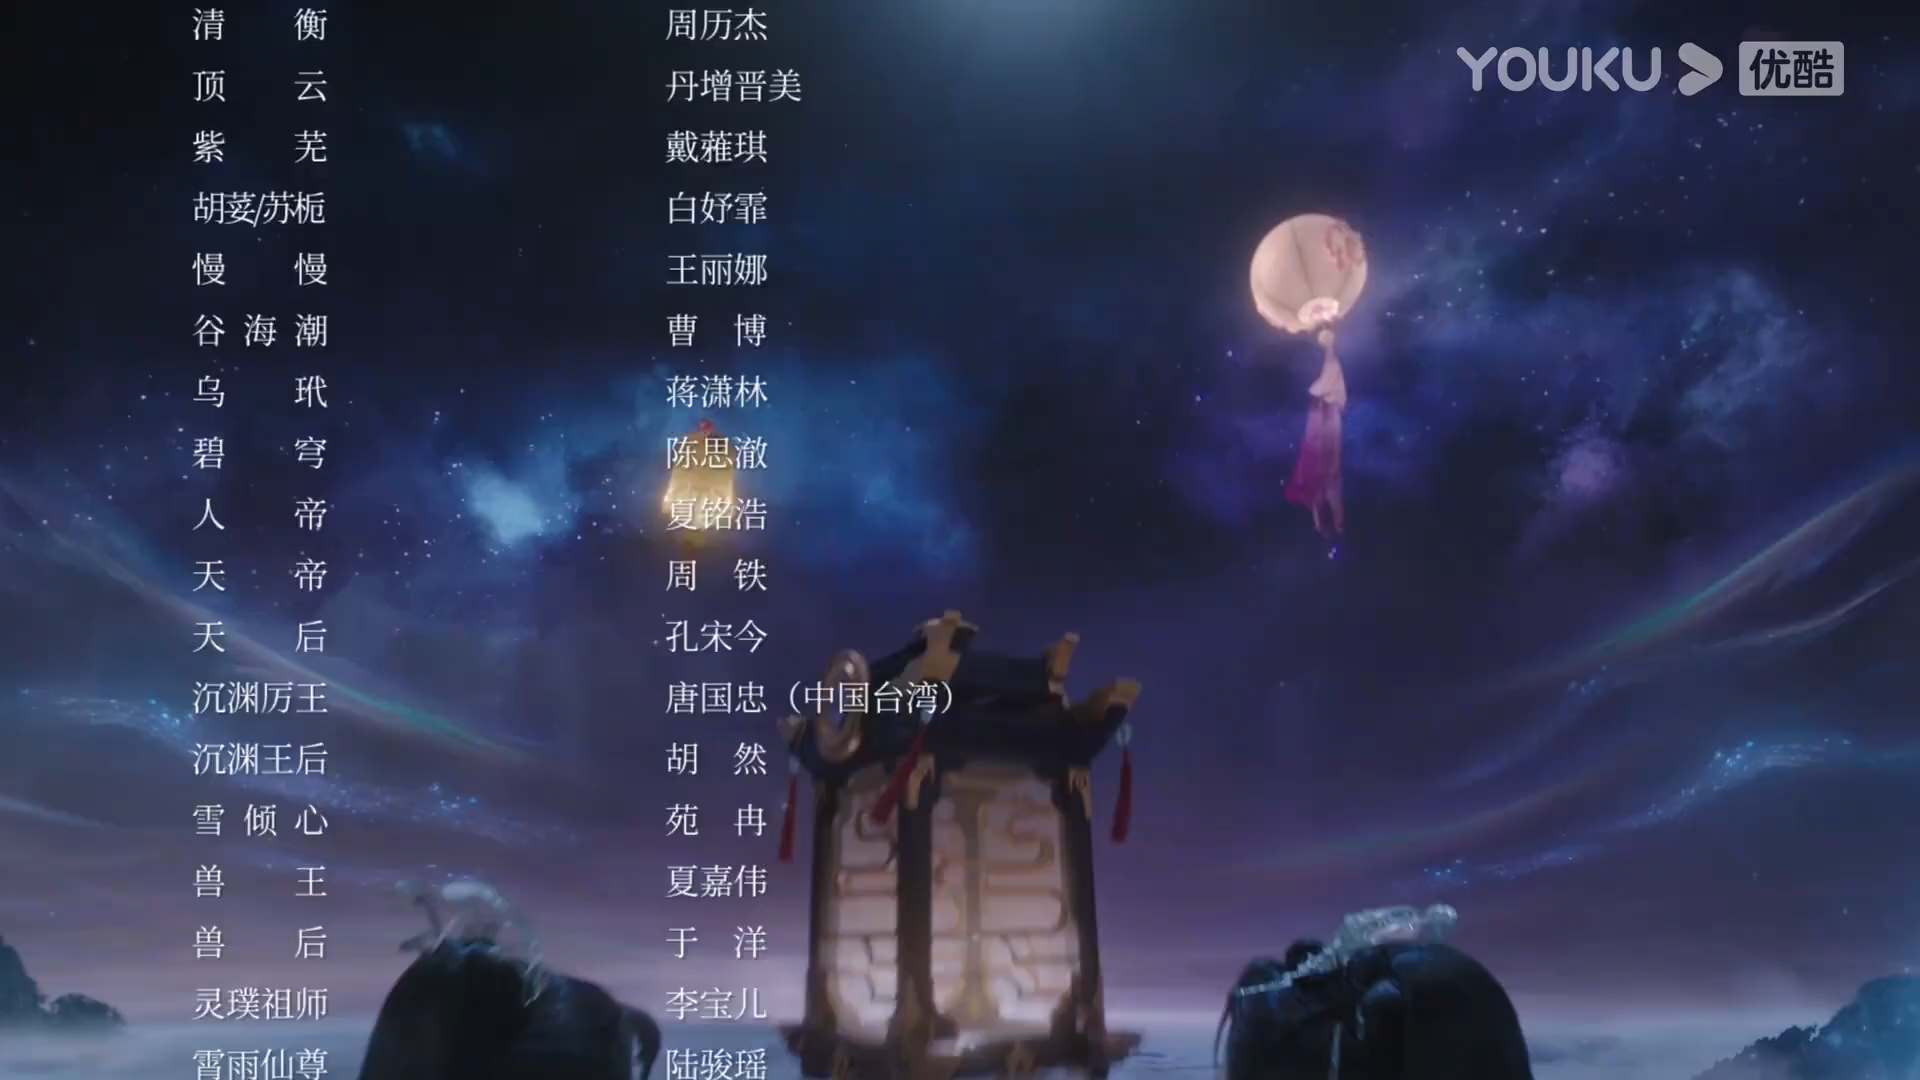 YOUKU 优酷
清衡 周历杰
顶云 丹增晋美
紫芜 戴蕥琪
胡荽/苏栀 白妤霏
慢慢 王丽娜
谷海潮 曹博
乌玳 蒋潇林
碧穹 陈思澈
人帝 夏铭浩
天帝 周铁
天后 孔宋今
沉渊厉王 唐国忠（中国台湾）
沉渊王后 胡然
雪倾心 苑冉
兽王 夏嘉伟
兽后 于洋
灵璞祖师 李宝儿
霄雨仙尊 陆骏瑶